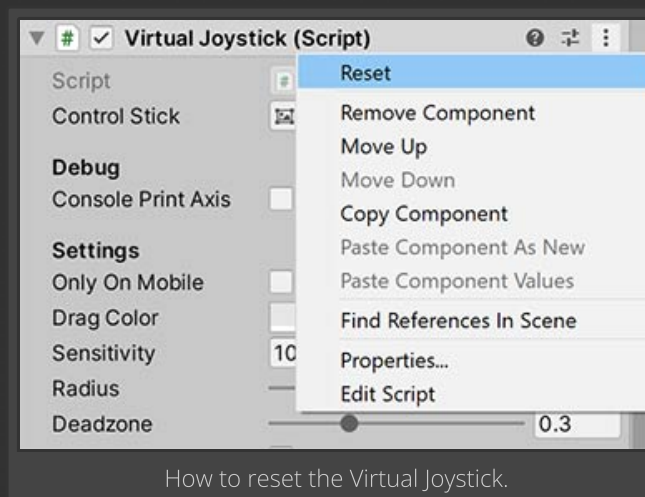 Virtual Joystick (Script)
Script
Control Stick
Debug
Console Print Axis
Settings
Only On Mobile
Drag Color
Sensitivity 10
Radius
Deadzone 0.3
Reset
Remove Component
Move Up
Move Down
Copy Component
Paste Component As New
Paste Component Values
Find References In Scene
Properties...
Edit Script
How to reset the Virtual Joystick.